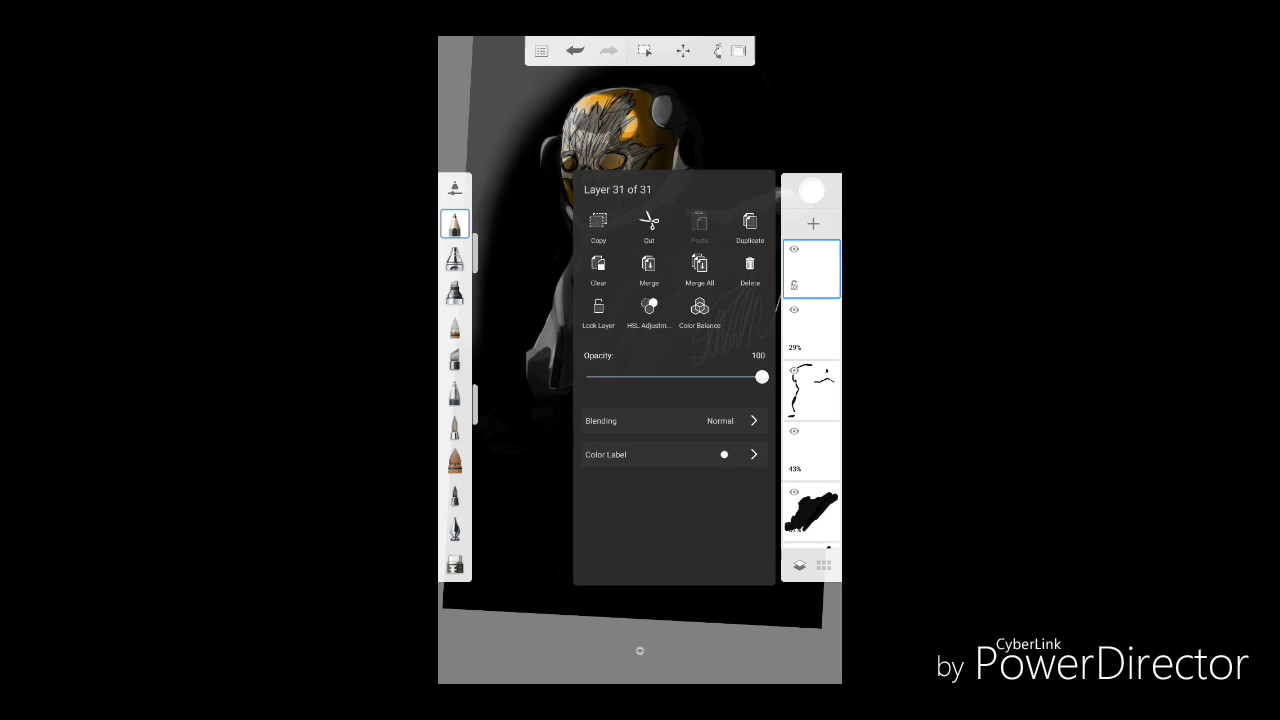 Layer 31 of 31
Copy Cut Paste Duplicate
Clear Merge Merge All Delete
Lock Layer HSL Adjustm... Color Balance
Opacity: 100
Blending Normal
Color Label
29%
43%
CyberLink
by PowerDirector